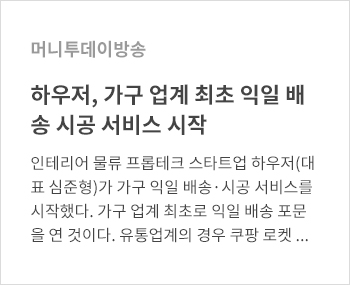 머니투데이방송
하우저, 가구 업계 최초 익일 배
송 시공 서비스 시작
인테리어 물류 프롭테크 스타트업 하우저(대
표 심준형)가 가구 익일 배송·시공 서비스를
시작했다. 가구 업계 최초로 익일 배송 포문
을 연 것이다. 유통업계의 경우 쿠팡 로켓 ...